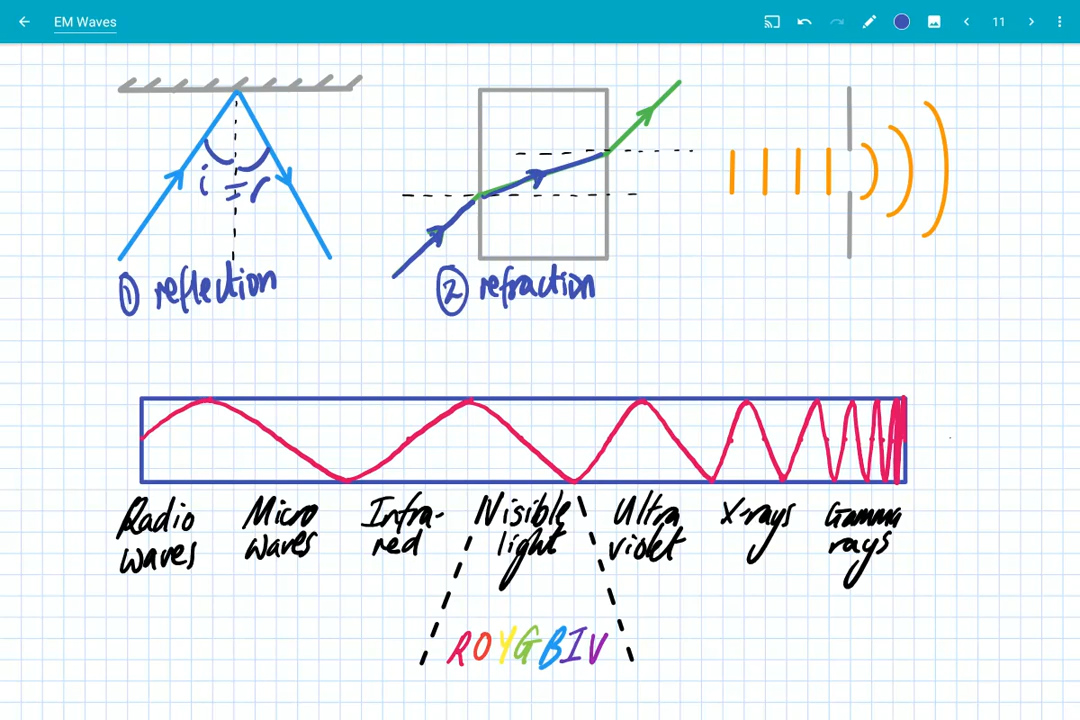 EM Waves
11
i = r
① reflection
② refraction
Radio
waves
Micro
waves
Infra-
red
Visible
light
Ultra
violet
X-rays
Gamma
rays
ROYGBIV